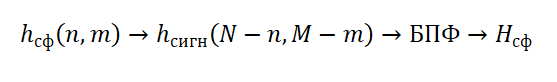 h_сф(n, m) → h_сигн(N − n, M − m) → БПФ → H_сф